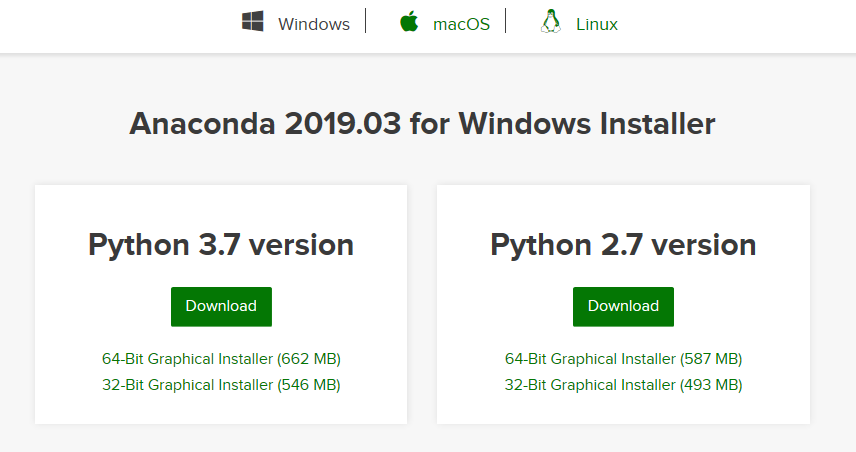 Windows
macOS
Linux
Anaconda 2019.03 for Windows Installer
Python 3.7 version
Download
64-Bit Graphical Installer (662 MB)
32-Bit Graphical Installer (546 MB)
Python 2.7 version
Download
64-Bit Graphical Installer (587 MB)
32-Bit Graphical Installer (493 MB)